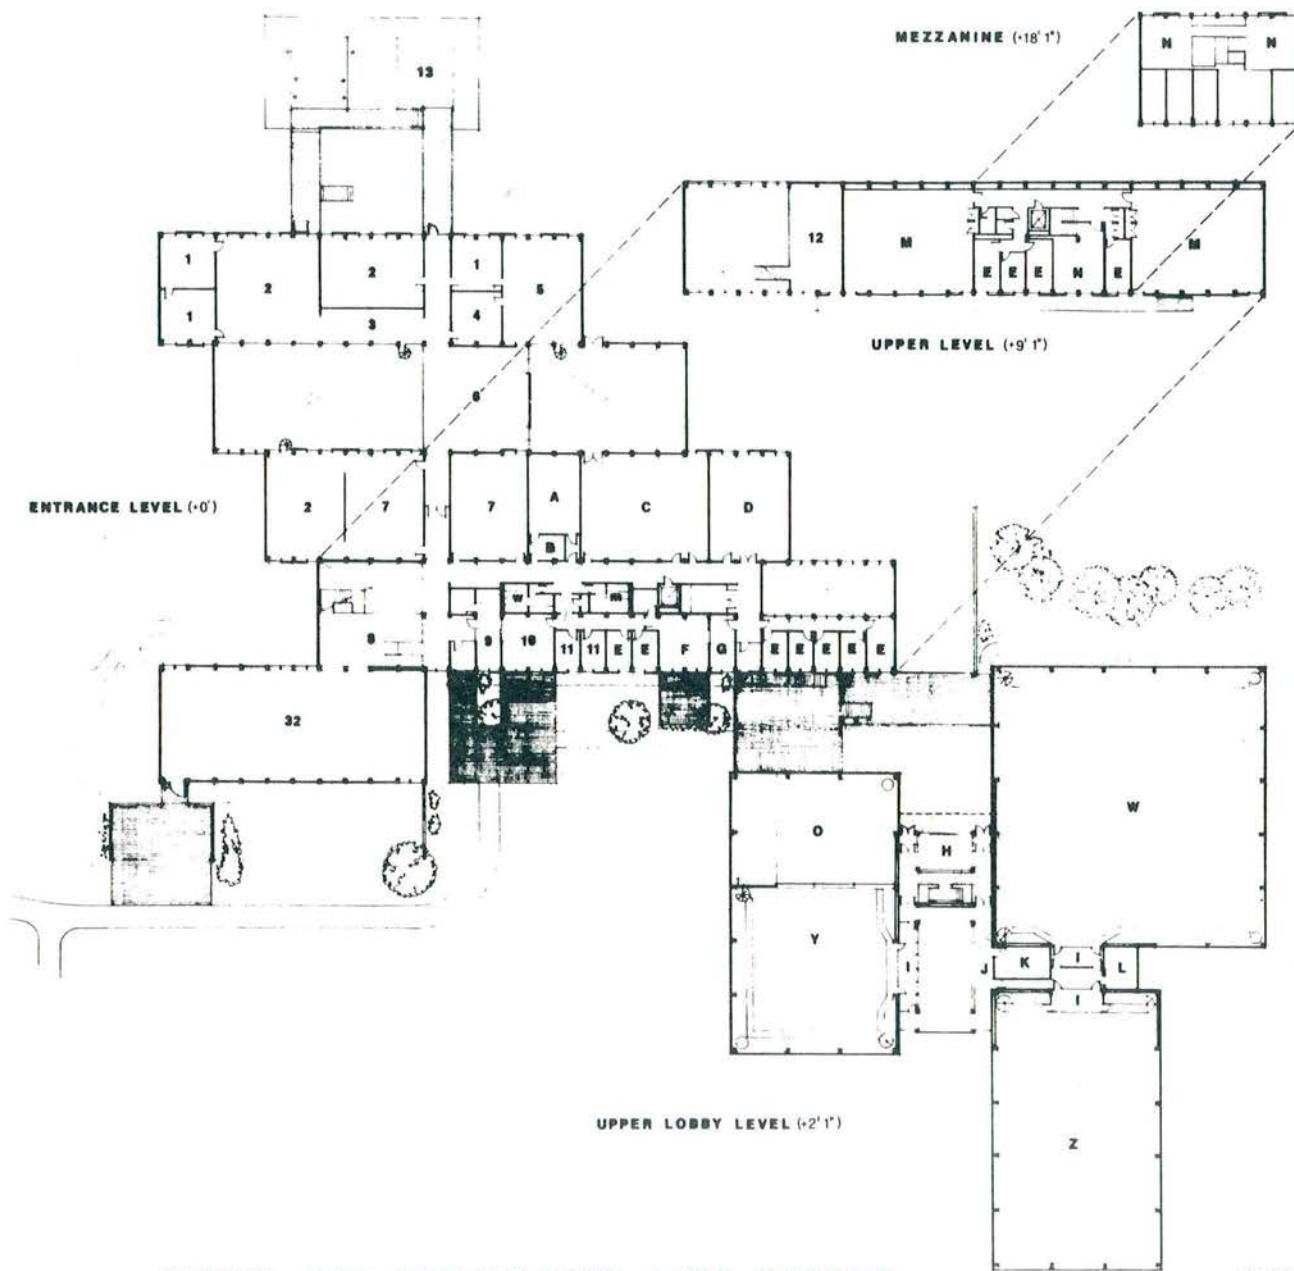 MEZZANINE (+18' 1")
N N
13
1 2 2 1 5
12 M M
E E E N E
1 3 4
UPPER LEVEL (+9' 1")
6
ENTRANCE LEVEL (+0')
2 7 7 A C D
B
W M
8 9 10 11 11 E E F G E E E E E
32
W
O H
Y
I J K I L
I
UPPER LOBBY LEVEL (+2' 1")
Z